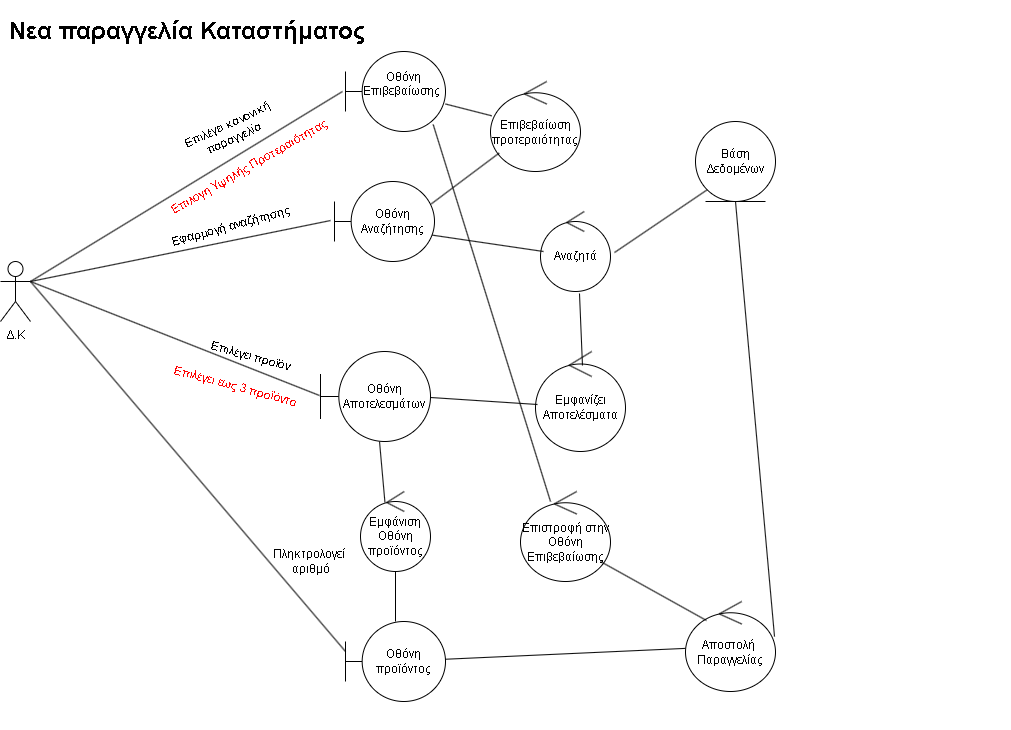 Νεα παραγγελία Καταστήματος
Οθόνη
Επιβεβαίωσης
Επιλέγει κανονική
παραγγελία
Επιλογη Υψηλής Προτεραιότητας
Επιβεβαίωση
προτεραιότητας
Βάση
Δεδομένων
Οθόνη
Αναζήτησης
Εφαρμογή αναζήτησης
Αναζητά
Δ.Κ
Επιλέγει προϊόν
Επιλέγει εως 3 προϊόντα
Οθόνη
Αποτελεσμάτων
Εμφανίζει
Αποτελέσματα
Εμφάνιση
Οθόνη
προϊόντος
Επιστροφή στην
Οθόνη
Επιβεβαίωσης
Πληκτρολογεί
αριθμό
Οθόνη
προϊόντος
Αποστολή
Παραγγελίας